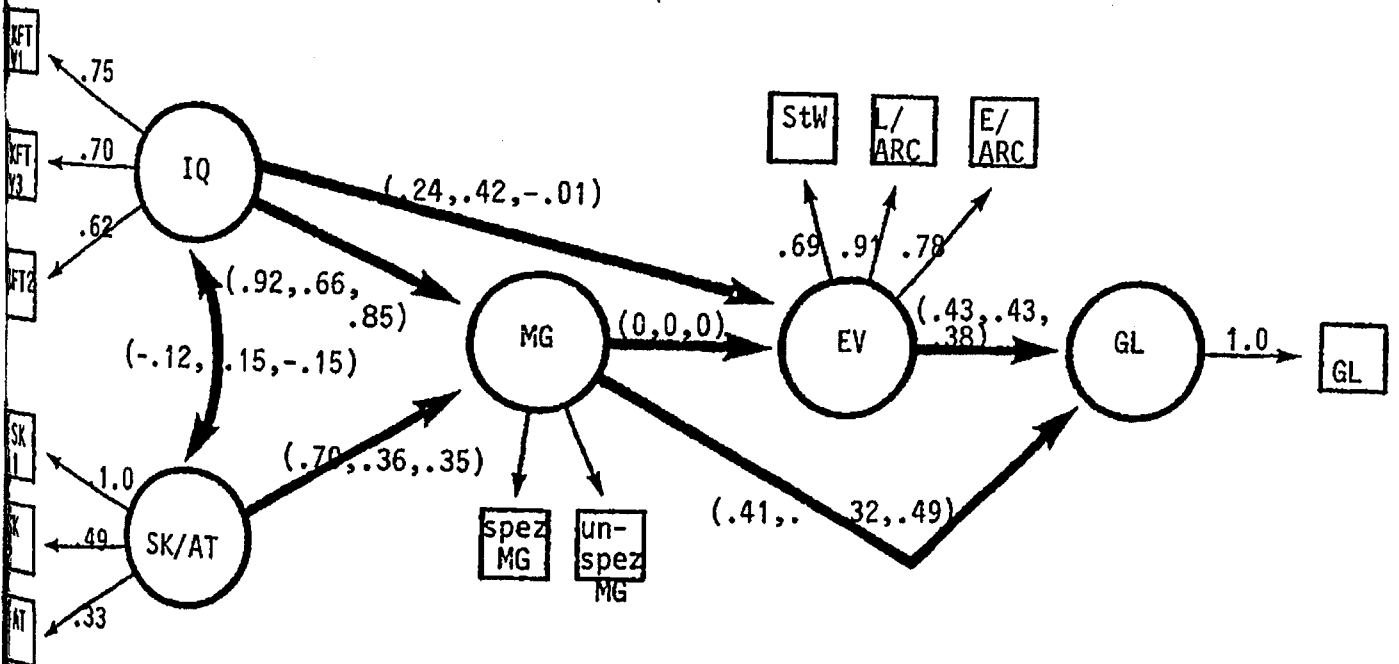 .75
.70
.62
IQ
(.24,.42,-.01)
(.92,.66,
.85)
(-.12, .15,-.15)
StW
L/
ARC
E/
ARC
.69
.91
.78
MG
(0,0,0)
EV
(.43,.43,
.38)
GL
1.0
GL
SK
1.0
.49
AT
.33
SK/AT
(.70,.36,.35)
spez
MG
un-
spez
MG
(.41,. 32,.49)